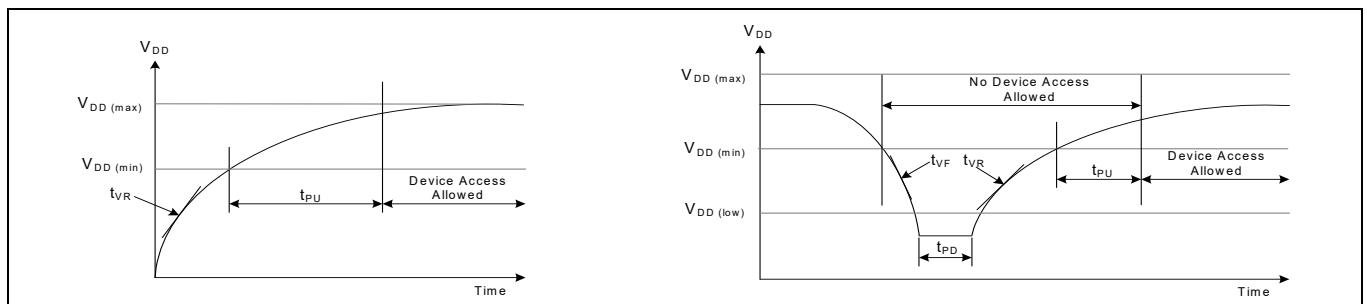 VDD
VDD (max)
VDD (min)
tVR
tPU
Device Access
Allowed
Time
VDD
VDD (max)
No Device Access
Allowed
VDD (min)
tVF
tVR
tPU
Device Access
Allowed
VDD (low)
tPD
Time